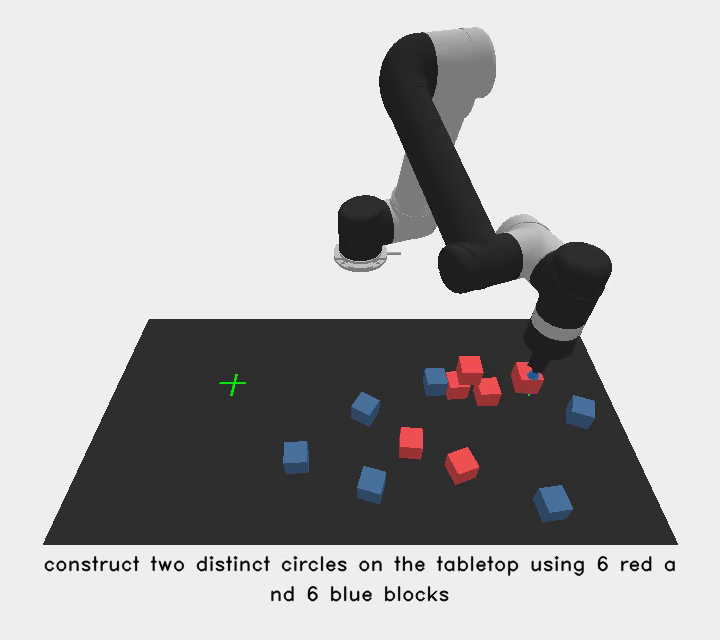 construct two distinct circles on the tabletop using 6 red a
nd 6 blue blocks